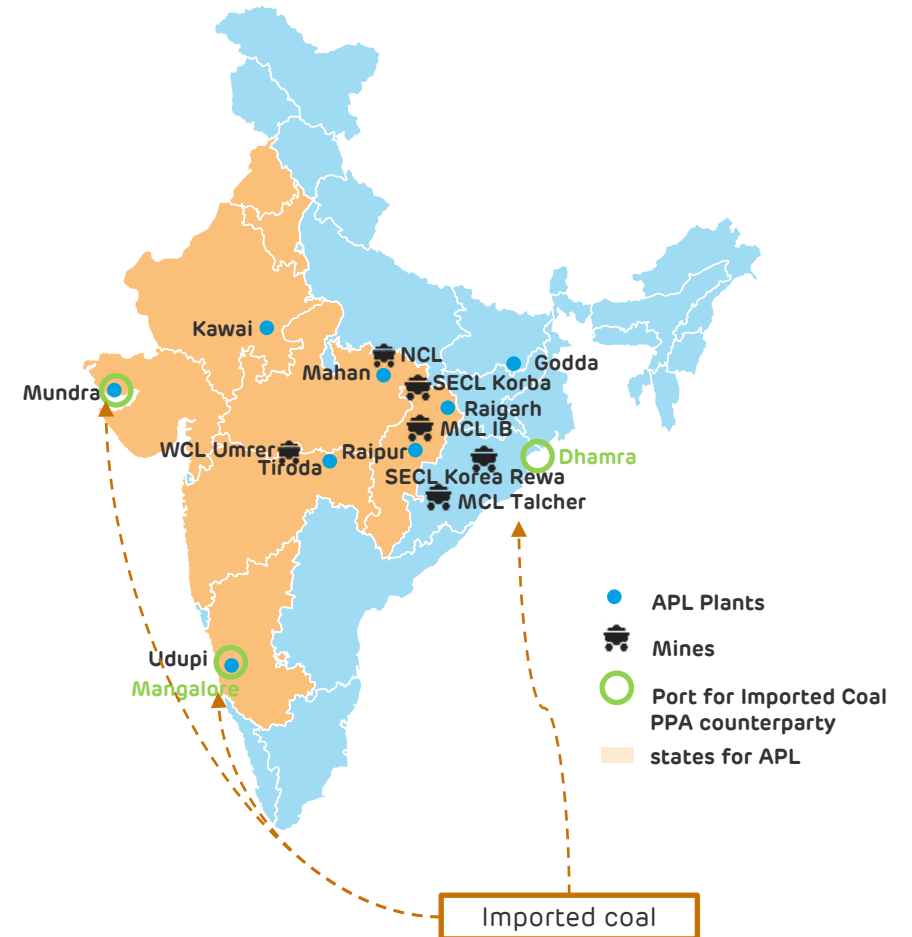 Kawai
NCL
Mahan
Godda
SECL Korba
Mundra
Raigarh
MCL IB
WCL Umrer
Raipur
Dhamra
Tiroda
SECL Korea Rewa
MCL Talcher
APL Plants
Mines
Udupi
Mangalore
Port for Imported Coal
PPA counterparty
states for APL
Imported coal